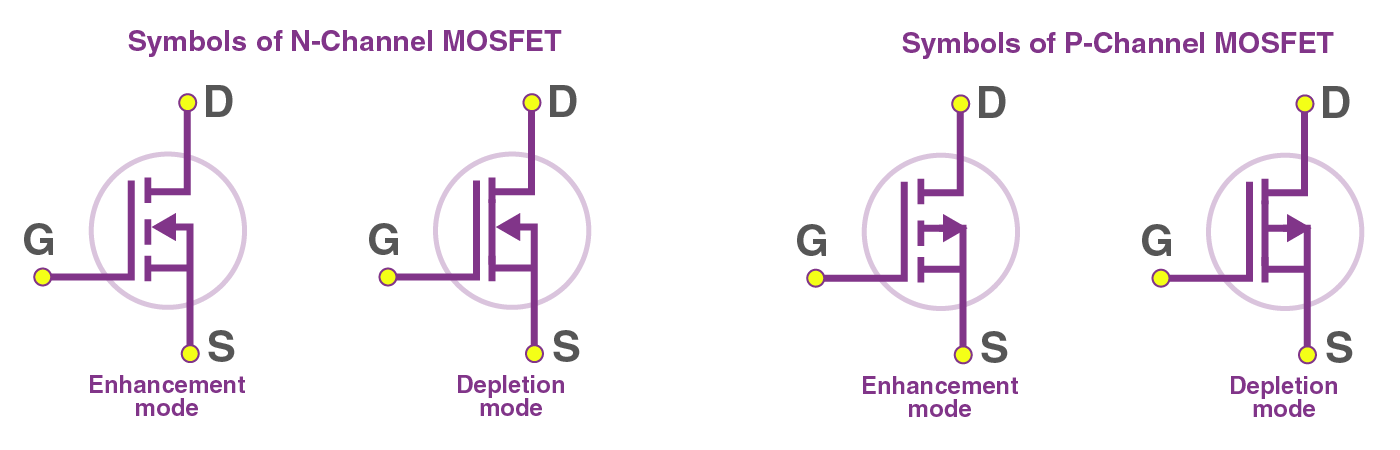 Symbols of N-Channel MOSFET
D
G
S
Enhancement
mode
D
G
S
Depletion
mode
Symbols of P-Channel MOSFET
D
G
S
Enhancement
mode
D
G
S
Depletion
mode